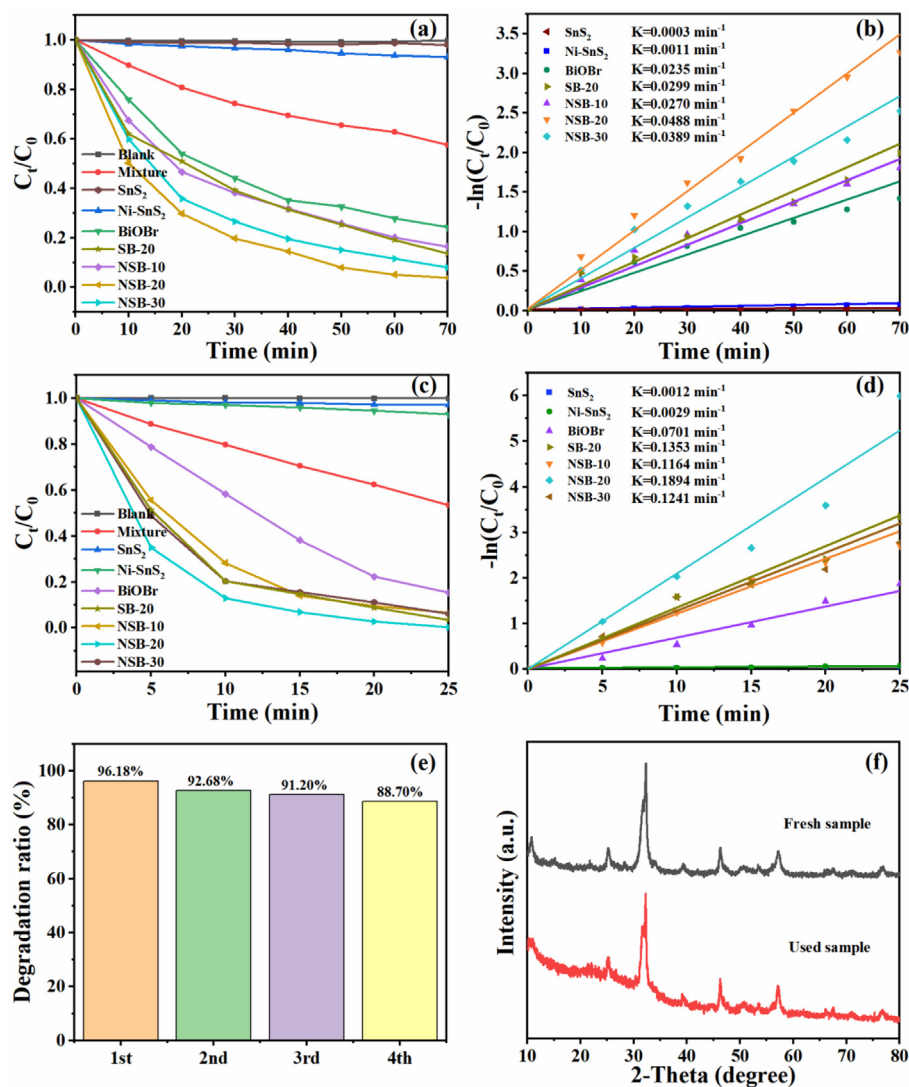 (a)
1.0
0.8
0.6
0.4
0.2
0.0
Ct/C0
Blank
Mixture
SnS2
Ni-SnS2
BiOBr
SB-20
NSB-10
NSB-20
NSB-30
0 10 20 30 40 50 60 70
Time (min)
(b)
3.5
3.0
2.5
2.0
1.5
1.0
0.5
0.0
-ln(Ct/C0)
SnS2 K=0.0003 min-1
Ni-SnS2 K=0.0011 min-1
BiOBr K=0.0235 min-1
SB-20 K=0.0299 min-1
NSB-10 K=0.0270 min-1
NSB-20 K=0.0488 min-1
NSB-30 K=0.0389 min-1
0 10 20 30 40 50 60 70
Time (min)
(c)
1.0
0.8
0.6
0.4
0.2
0.0
Ct/C0
Blank
Mixture
SnS2
Ni-SnS2
BiOBr
SB-20
NSB-10
NSB-20
NSB-30
0 5 10 15 20 25
Time (min)
(d)
6
5
4
3
2
1
0
-ln(Ct/C0)
SnS2 K=0.0012 min-1
Ni-SnS2 K=0.0029 min-1
BiOBr K=0.0701 min-1
SB-20 K=0.1353 min-1
NSB-10 K=0.1164 min-1
NSB-20 K=0.1894 min-1
NSB-30 K=0.1241 min-1
0 5 10 15 20 25
Time (min)
(e)
100
80
60
40
20
0
Degradation ratio (%)
96.18%
92.68%
91.20%
88.70%
1st 2nd 3rd 4th
(f)
Intensity (a.u.)
Fresh sample
Used sample
10 20 30 40 50 60 70 80
2-Theta (degree)